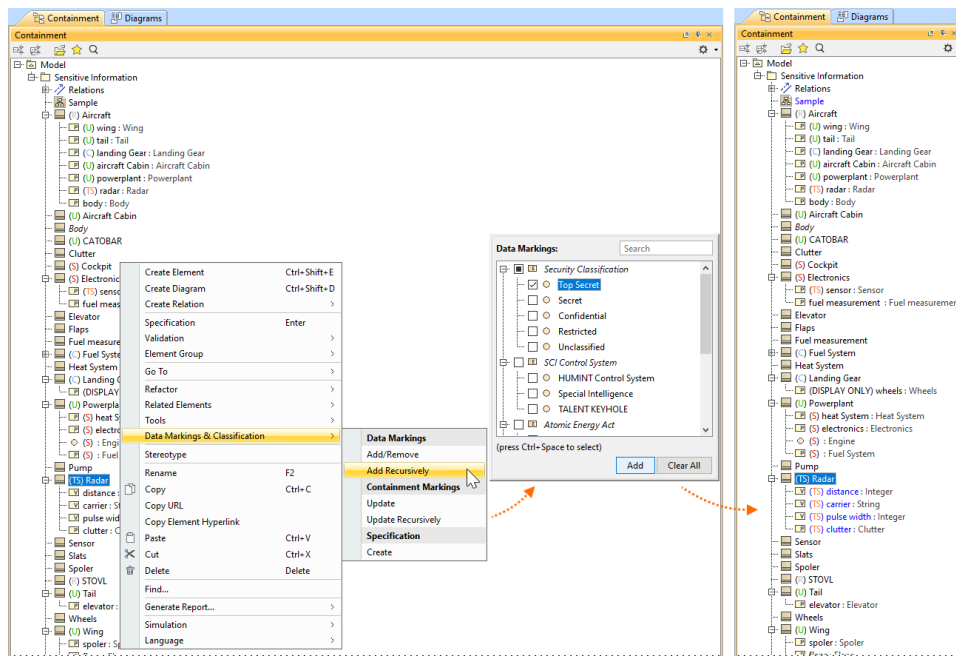 Containment Diagrams
Containment
Model
Sensitive Information
Relations
Sample
(R) Aircraft
(U) wing : Wing
(U) tail : Tail
(C) landing Gear : Landing Gear
(U) aircraft Cabin : Aircraft Cabin
(U) powerplant : Powerplant
(TS) radar : Radar
body : Body
(U) Aircraft Cabin
Body
(U) CATOBAR
Clutter
(S) Cockpit
(S) Electronic
(TS) senso
fuel meas
Elevator
Flaps
Fuel measure
(C) Fuel Syste
Heat System
(C) Landing G
(DISPLAY
(U) Powerpla
(S) heat S
(S) electro
(S) : Engi
(S) : Fuel
Pump
(TS) Radar
distance :
carrier : St
pulse wid
clutter : C
Sensor
Slats
Spoler
(R) STOVL
(U) Tail
elevator :
Wheels
(U) Wing
spoler : Sp
Create Element Ctrl+Shift+E
Create Diagram Ctrl+Shift+D
Create Relation
Specification Enter
Validation
Element Group
Go To
Refactor
Related Elements
Tools
Data Markings & Classification
Stereotype
Rename F2
Copy Ctrl+C
Copy URL
Copy Element Hyperlink
Paste Ctrl+V
Cut Ctrl+X
Delete Delete
Find...
Generate Report...
Simulation
Language
Data Markings
Add/Remove
Add Recursively
Containment Markings
Update
Update Recursively
Specification
Create
Data Markings: Search
Security Classification
Top Secret
Secret
Confidential
Restricted
Unclassified
SCI Control System
HUMINT Control System
Special Intelligence
TALENT KEYHOLE
Atomic Energy Act
(press Ctrl+Space to select)
Add Clear All
Containment Diagrams
Containment
Model
Sensitive Information
Relations
Sample
(R) Aircraft
(U) wing : Wing
(U) tail : Tail
(C) landing Gear : Landing Gear
(U) aircraft Cabin : Aircraft Cabin
(U) powerplant : Powerplant
(TS) radar : Radar
body : Body
(U) Aircraft Cabin
Body
(U) CATOBAR
Clutter
(S) Cockpit
(S) Electronics
(TS) sensor : Sensor
fuel measurement : Fuel measuremen
Elevator
Flaps
Fuel measurement
(C) Fuel System
Heat System
(C) Landing Gear
(DISPLAY ONLY) wheels : Wheels
(U) Powerplant
(S) heat System : Heat System
(S) electronics : Electronics
(S) : Engine
(S) : Fuel System
Pump
(TS) Radar
(TS) distance : Integer
(TS) carrier : String
(TS) pulse width : Integer
(TS) clutter : Clutter
Sensor
Slats
Spoler
(R) STOVL
(U) Tail
elevator : Elevator
Wheels
(U) Wing
spoler : Spoler